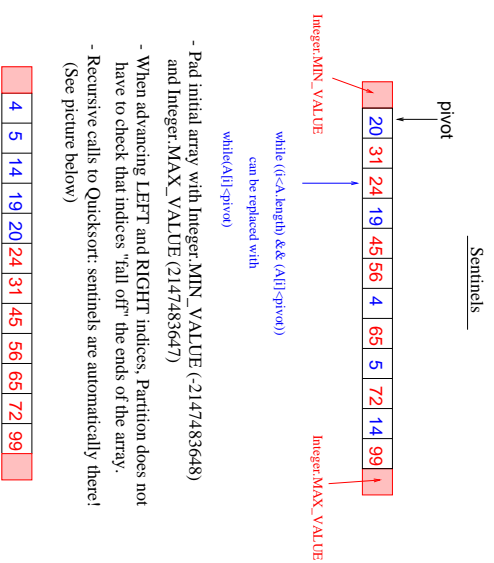 Sentinels
pivot
Integer.MIN_VALUE
Integer.MAX_VALUE
20 31 24 19 45 56 4 65 5 72 14 99
while ((i<A.length) && (A[i]<pivot))
can be replaced with
while(A[i]<pivot)
- Pad initial array with Integer.MIN_VALUE (-2147483648)
and Integer.MAX_VALUE (2147483647)
- When advancing LEFT and RIGHT indices, Partition does not
have to check that indices "fall off" the ends of the array.
- Recursive calls to Quicksort: sentinels are automatically there!
(See picture below)
4 5 14 19 20 24 31 45 56 65 72 99